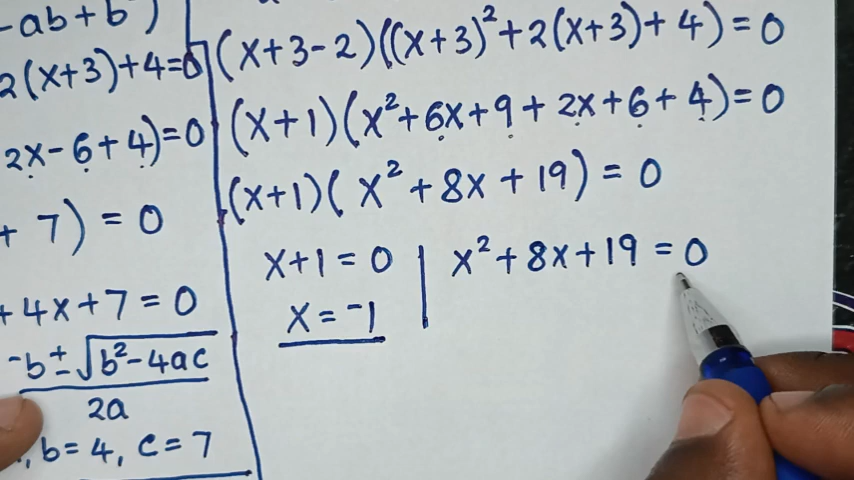 -ab+b²)
2(x+3)+4=0
2x-6+4)=0
+ 7) = 0
+4x+7=0
-b±√b²-4ac
2a
, b=4, c=7
(x+3-2)((x+3)²+2(x+3)+4)=0
(x+1)(x²+6x+9+2x+6+4)=0
(x+1)(x²+8x+19)=0
x+1=0 | x²+8x+19=0
x=⁻1